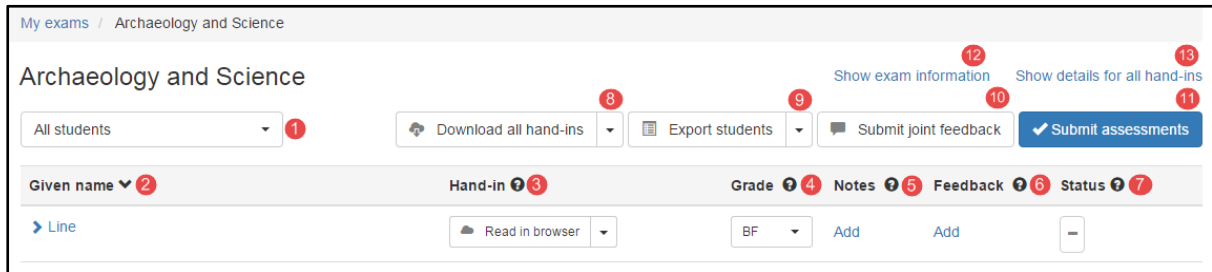 My exams / Archaeology and Science
12 13
Archaeology and Science Show exam information Show details for all hand-ins
8 9 10 11
All students 1 Download all hand-ins Export students Submit joint feedback Submit assessments
Given name 2 Hand-in ? 3 Grade ? 4 Notes ? 5 Feedback ? 6 Status ? 7
Line Read in browser BF Add Add –